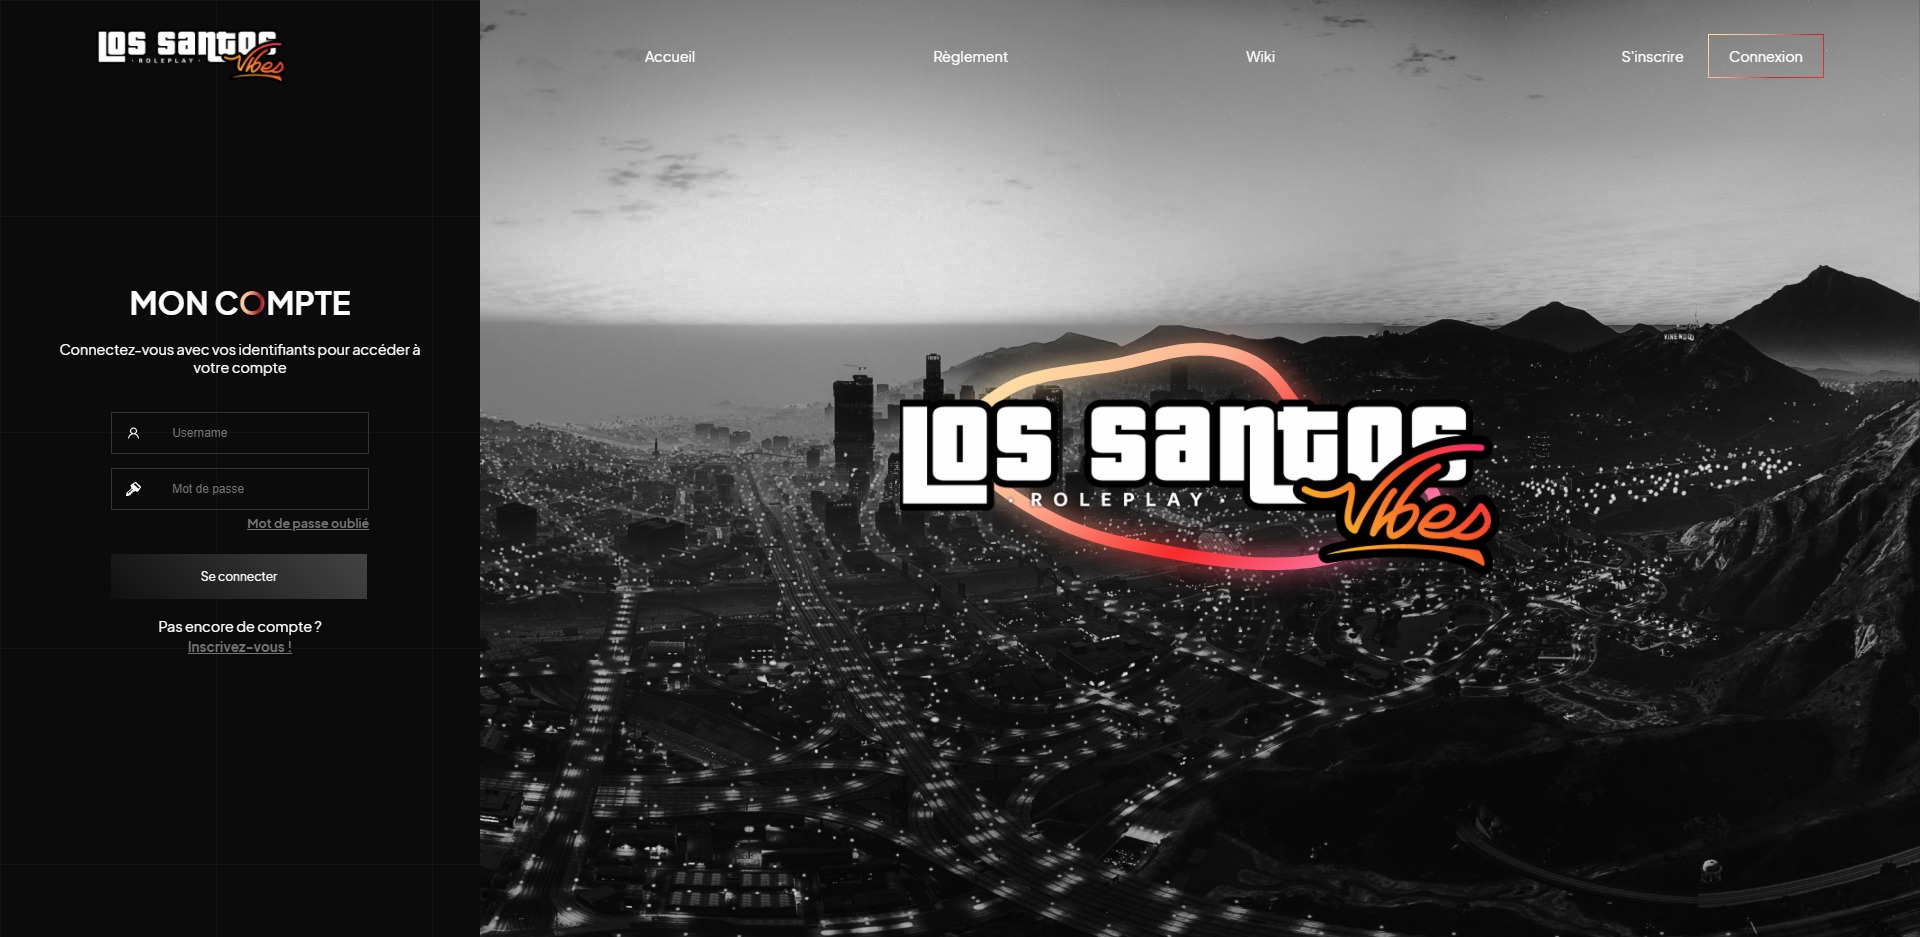 Los santos
· ROLEPLAY ·
Vibes
Accueil
Règlement
Wiki
S'inscrire
Connexion
MON COMPTE
Connectez-vous avec vos identifiants pour accéder à
votre compte
Username
Mot de passe
Mot de passe oublié
Se connecter
Pas encore de compte ?
Inscrivez-vous !
VINEWOOD
Los santos
· ROLEPLAY ·
Vibes